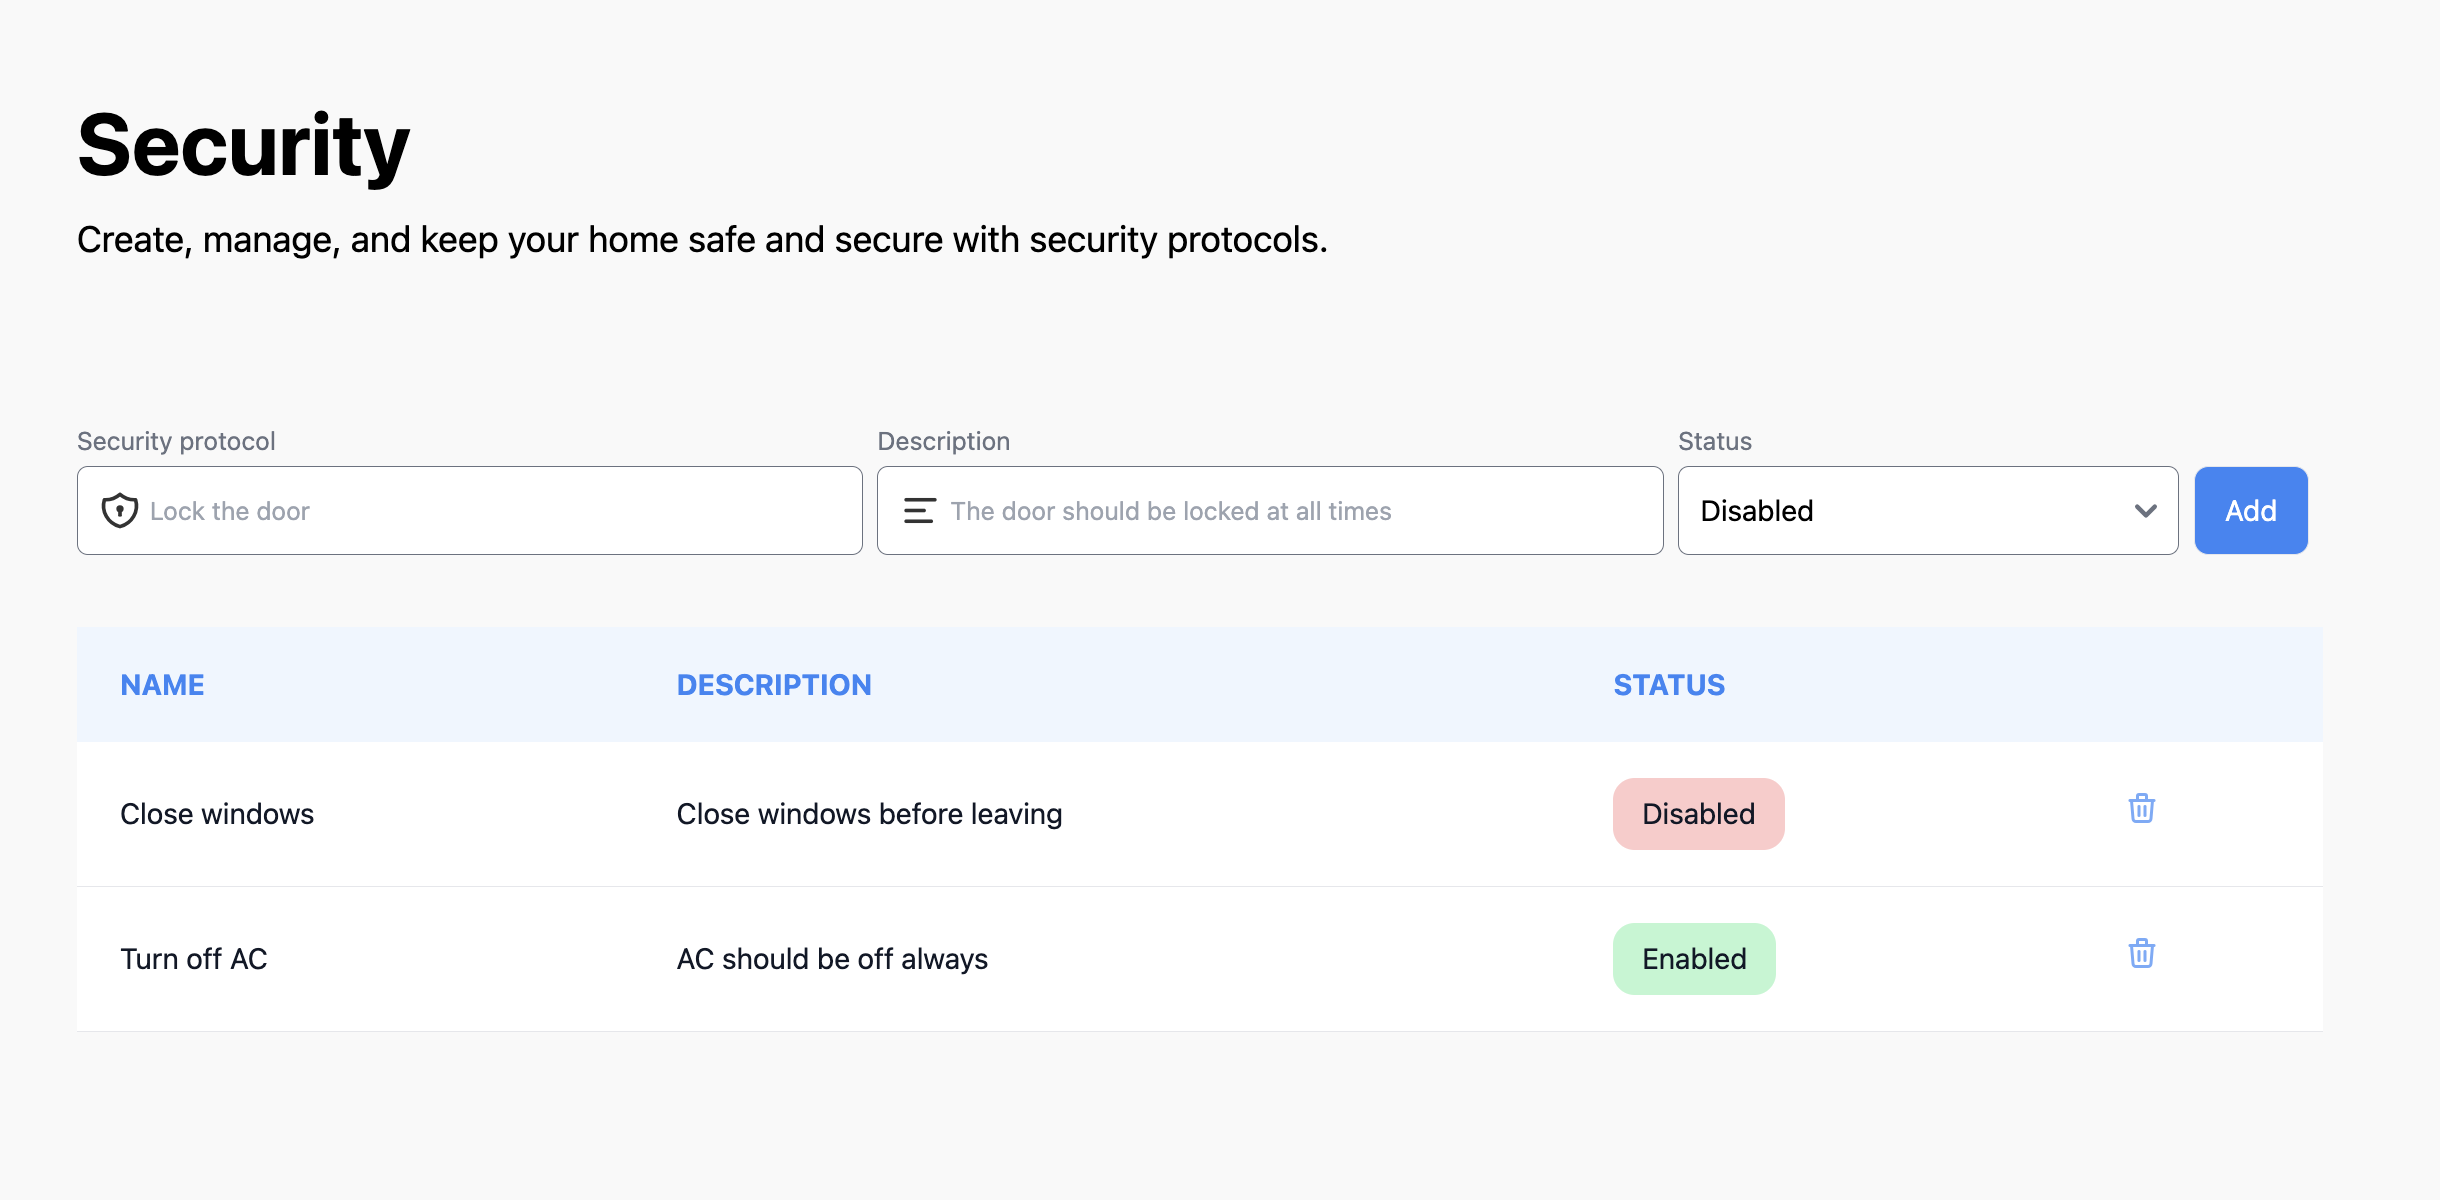 Security
Create, manage, and keep your home safe and secure with security protocols.
Security protocol
Description
Status
Lock the door
The door should be locked at all times
Disabled
Add
NAME
DESCRIPTION
STATUS
Close windows
Close windows before leaving
Disabled
Turn off AC
AC should be off always
Enabled